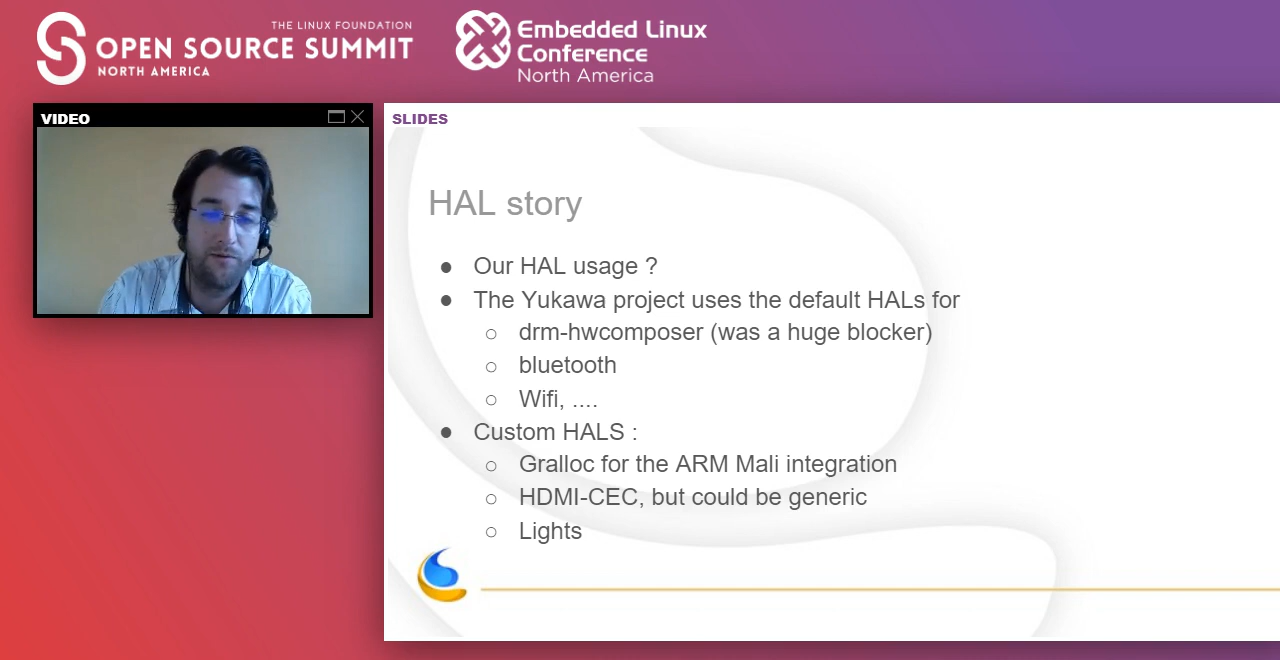 THE LINUX FOUNDATION
OPEN SOURCE SUMMIT
NORTH AMERICA
Embedded Linux
Conference
North America
VIDEO
SLIDES
HAL story
● Our HAL usage ?
● The Yukawa project uses the default HALs for
○ drm-hwcomposer (was a huge blocker)
○ bluetooth
○ Wifi, ....
● Custom HALS :
○ Gralloc for the ARM Mali integration
○ HDMI-CEC, but could be generic
○ Lights